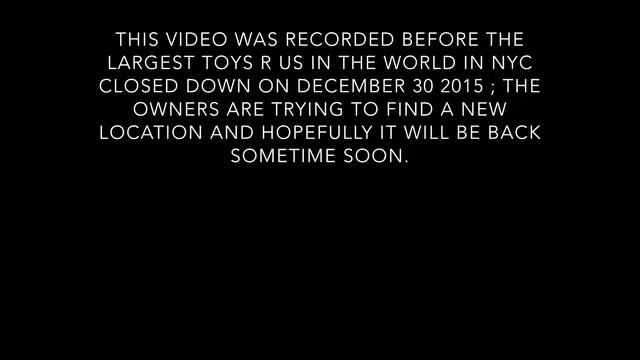 THIS VIDEO WAS RECORDED BEFORE THE
LARGEST TOYS R US IN THE WORLD IN NYC
CLOSED DOWN ON DECEMBER 30 2015 ; THE
OWNERS ARE TRYING TO FIND A NEW
LOCATION AND HOPEFULLY IT WILL BE BACK
SOMETIME SOON.